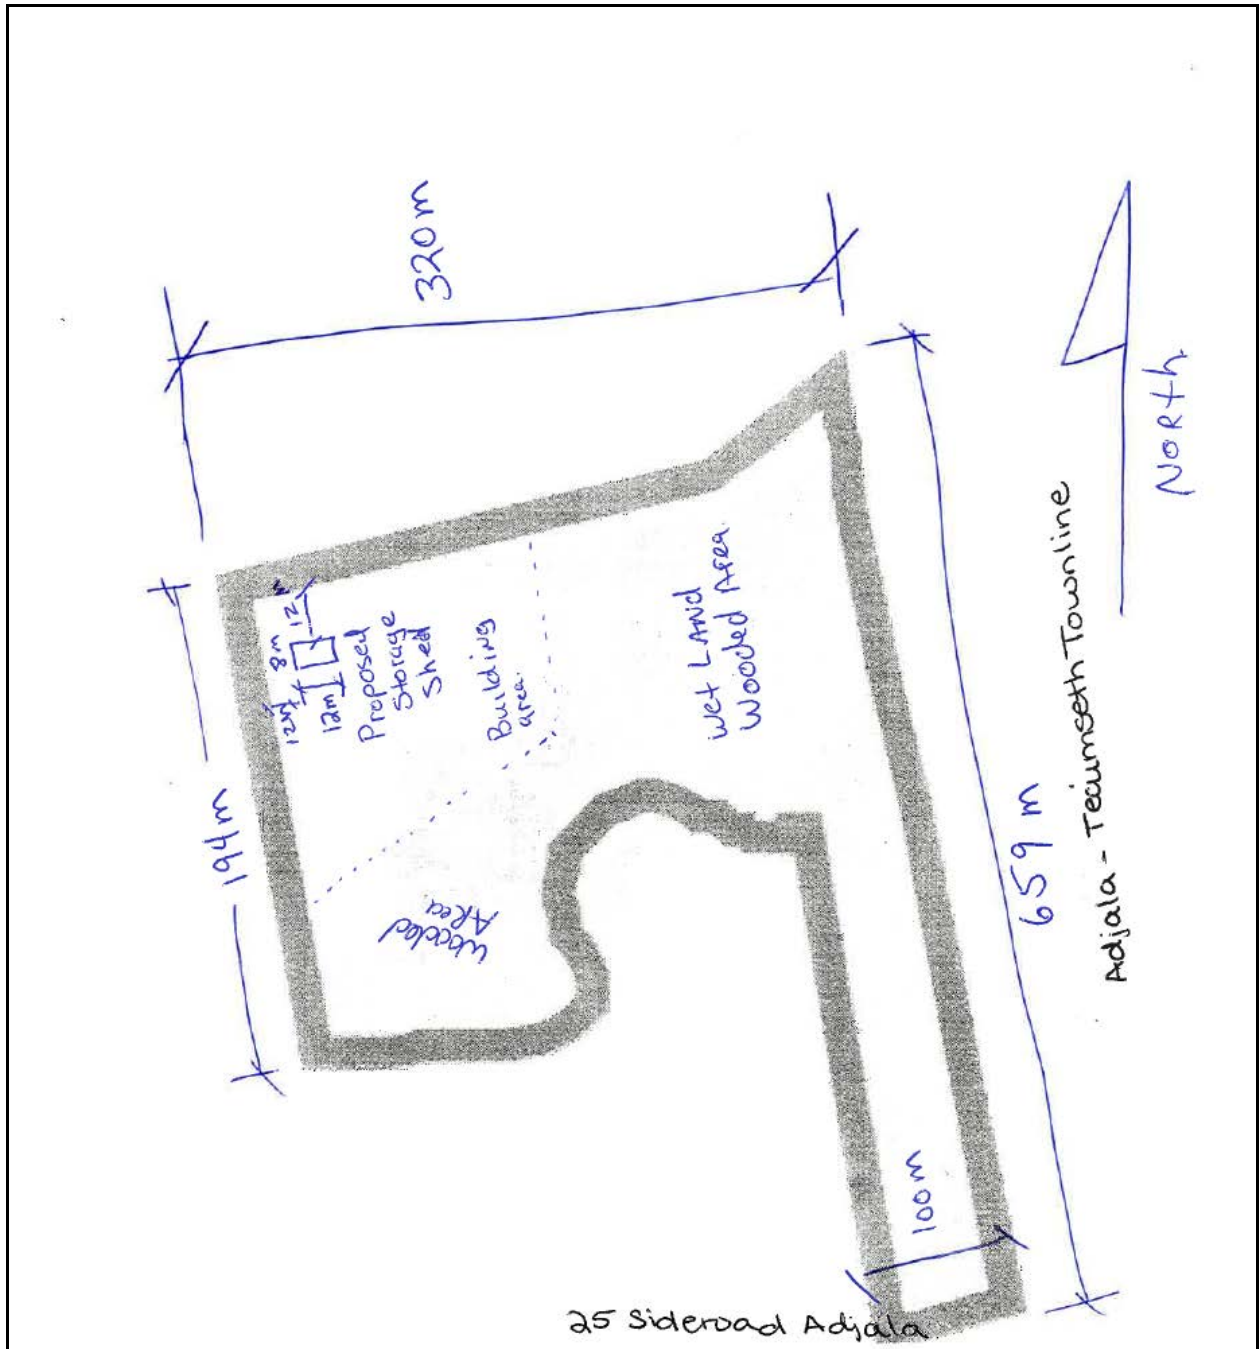 320m
North
12m
8m
12m
12m
Proposed
Storage
Shed
Building
area.
Wet Land
Wooded Area.
194m
Wooded
Area.
659m
Adjala - Tecumseth Townline
100m
25 Sideroad Adjala